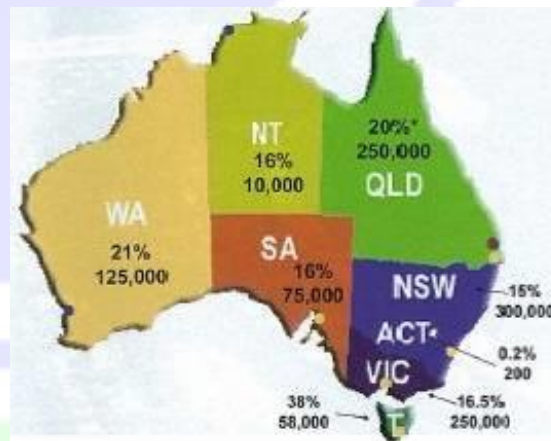 NT
16%
10,000
20%*
250,000
QLD
WA
21%
125,000
SA
16%
75,000
NSW
15%
300,000
ACT
0.2%
200
VIC
16.5%
250,000
38%
58,000
T